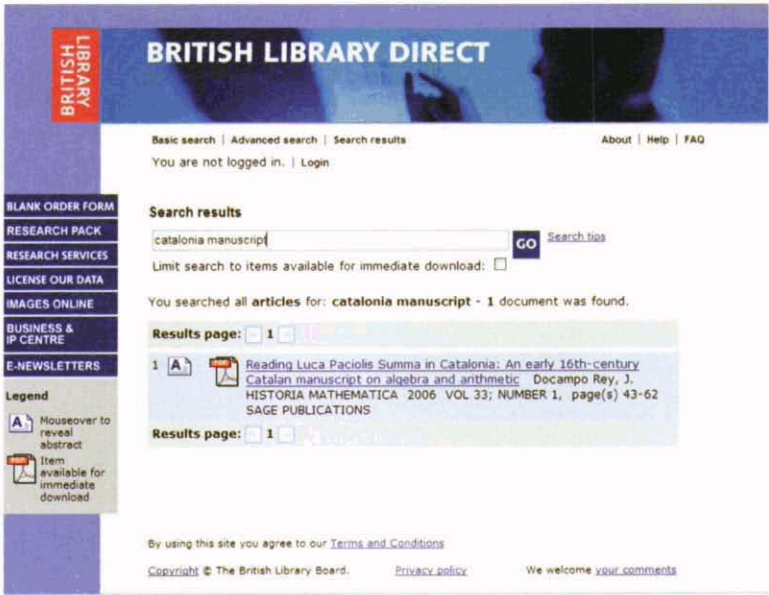 BRITISH LIBRARY
BRITISH LIBRARY DIRECT
Basic search | Advanced search | Search results
About | Help | FAQ
You are not logged in. | Login
BLANK ORDER FORM
RESEARCH PACK
RESEARCH SERVICES
LICENSE OUR DATA
IMAGES ONLINE
BUSINESS &
IP CENTRE
E-NEWSLETTERS
Legend
A
Mouseover to
reveal
abstract
PDF
Item
available for
immediate
download
Search results
catalonia manuscript
GO
Search tips
Limit search to items available for immediate download:
You searched all articles for: catalonia manuscript - 1 document was found.
Results page: 1
1 A PDF Reading Luca Paciolis Summa in Catalonia: An early 16th-century
Catalan manuscript on algebra and arithmetic Docampo Rey, J.
HISTORIA MATHEMATICA 2006 VOL 33; NUMBER 1, page(s) 43-62
SAGE PUBLICATIONS
Results page: 1
By using this site you agree to our Terms and Conditions
Copyright © The British Library Board. Privacy policy We welcome your comments